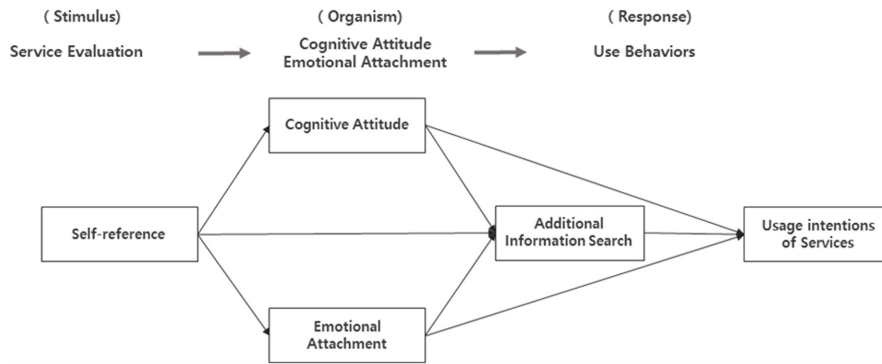 ( Stimulus)
( Organism)
( Response)
Service Evaluation
Cognitive Attitude
Emotional Attachment
Use Behaviors
Cognitive Attitude
Self-reference
Additional
Information Search
Usage intentions
of Services
Emotional
Attachment